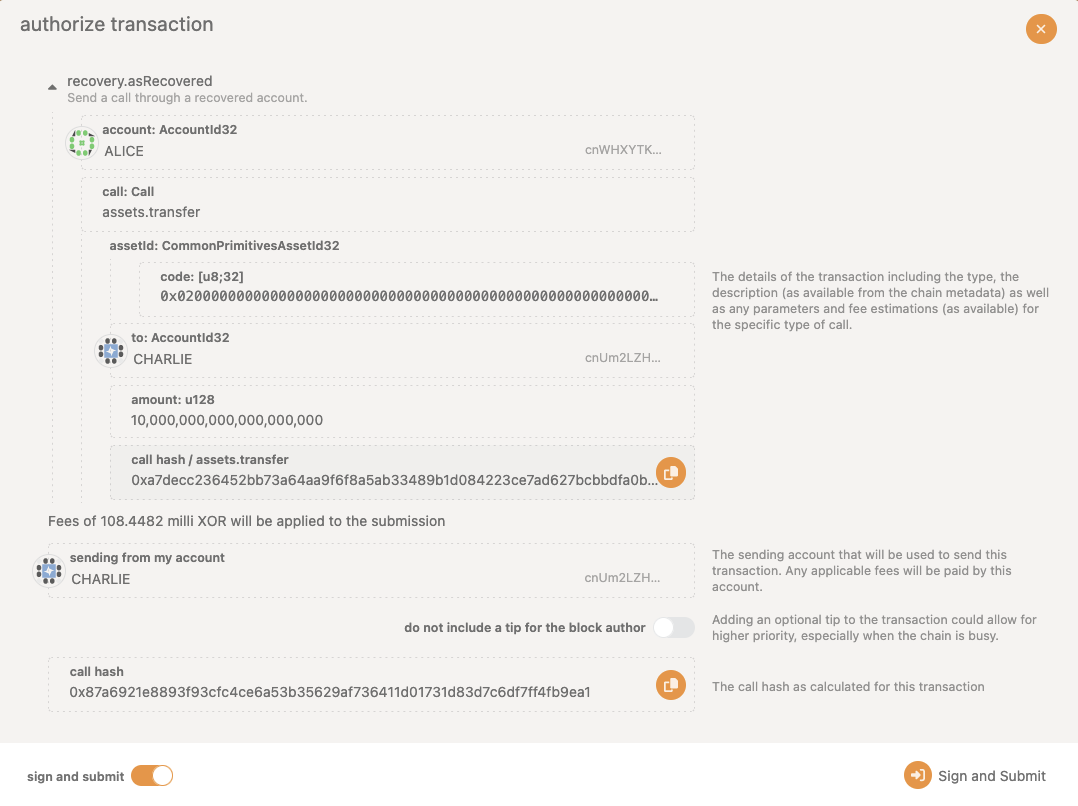 authorize transaction
recovery.asRecovered
Send a call through a recovered account.
account: AccountId32
ALICE
cnWHXYTK...
call: Call
assets.transfer
assetId: CommonPrimitivesAssetId32
code: [u8;32]
0x0200000000000000000000000000000000000000000000000000000000...
The details of the transaction including the type, the
description (as available from the chain metadata) as well
as any parameters and fee estimations (as available) for
the specific type of call.
to: AccountId32
CHARLIE
cnUm2LZH...
amount: u128
10,000,000,000,000,000,000
call hash / assets.transfer
0xa7decc236452bb73a64aa9f6f8a5ab33489b1d084223ce7ad627bcbbdfa0b...
Fees of 108.4482 milli XOR will be applied to the submission
sending from my account
CHARLIE
cnUm2LZH...
The sending account that will be used to send this
transaction. Any applicable fees will be paid by this
account.
do not include a tip for the block author
Adding an optional tip to the transaction could allow for
higher priority, especially when the chain is busy.
call hash
0x87a6921e8893f93cfc4ce6a53b35629af736411d01731d83d7c6df7ff4fb9ea1
The call hash as calculated for this transaction
sign and submit
Sign and Submit